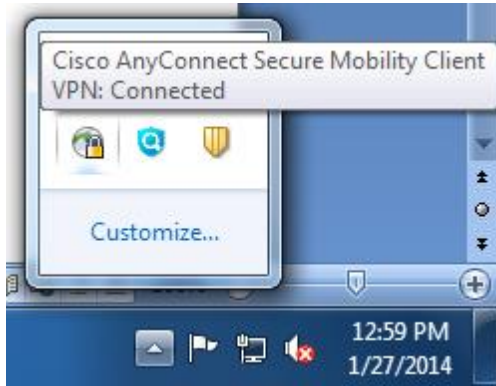 Cisco AnyConnect Secure Mobility Client
VPN: Connected
Customize...
12:59 PM
1/27/2014